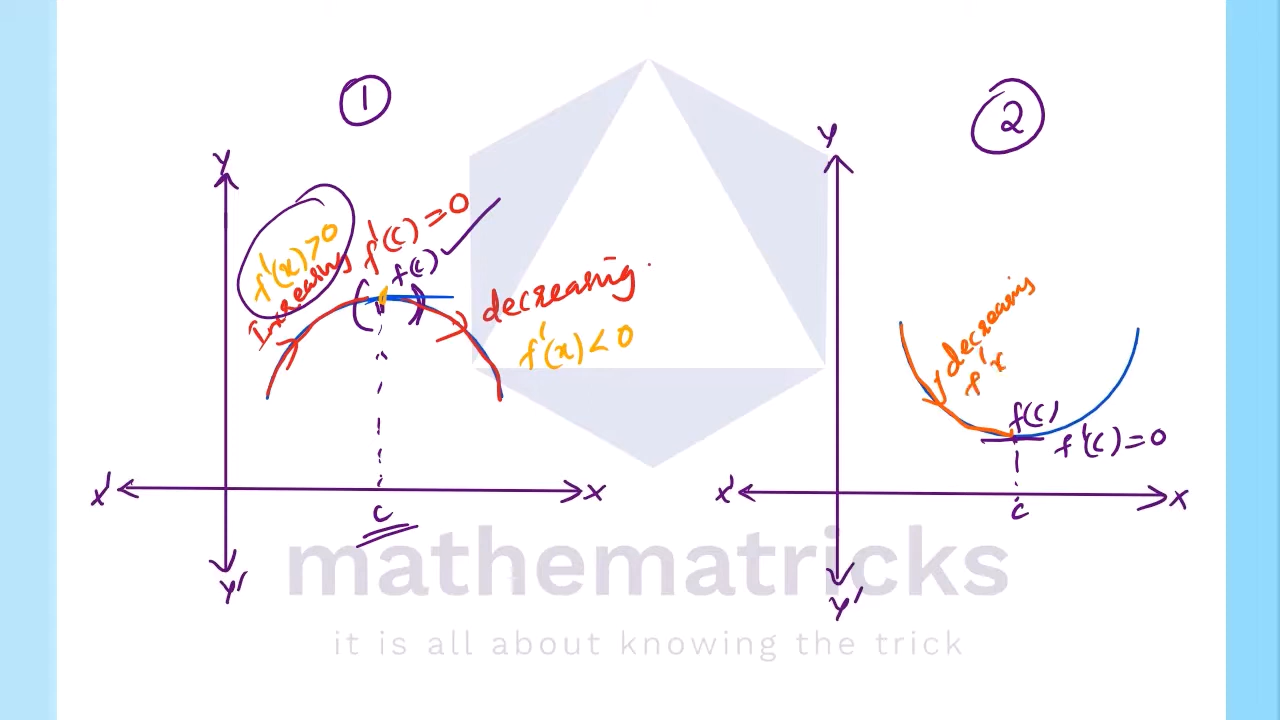 1
y
f'(x) > 0
Increasing
f'(c) = 0
f(c)
decreasing
f'(x) < 0
x'
x
c
y'
2
y
decreasing
f'x
f(c)
f'(c) = 0
x'
x
c
y'
mathematricks
it is all about knowing the trick